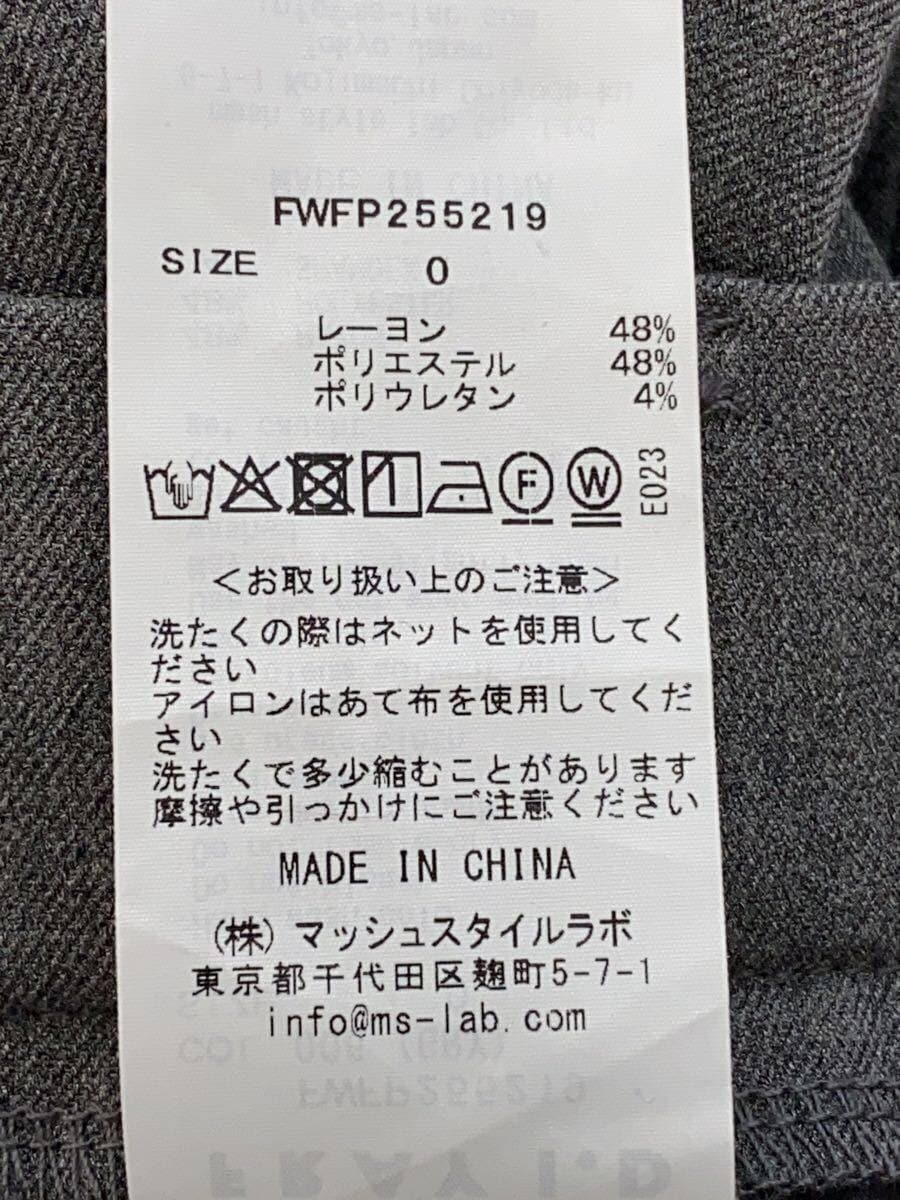 FWFP255219
SIZE 0
レーヨン 48%
ポリエステル 48%
ポリウレタン 4%
F W E023
＜お取り扱い上のご注意＞
洗たくの際はネットを使用してく
ださい
アイロンはあて布を使用してくだ
さい
洗たくで多少縮むことがあります
摩擦や引っかけにご注意ください
MADE IN CHINA
(株) マッシュスタイルラボ
東京都千代田区麹町5-7-1
info@ms-lab.com